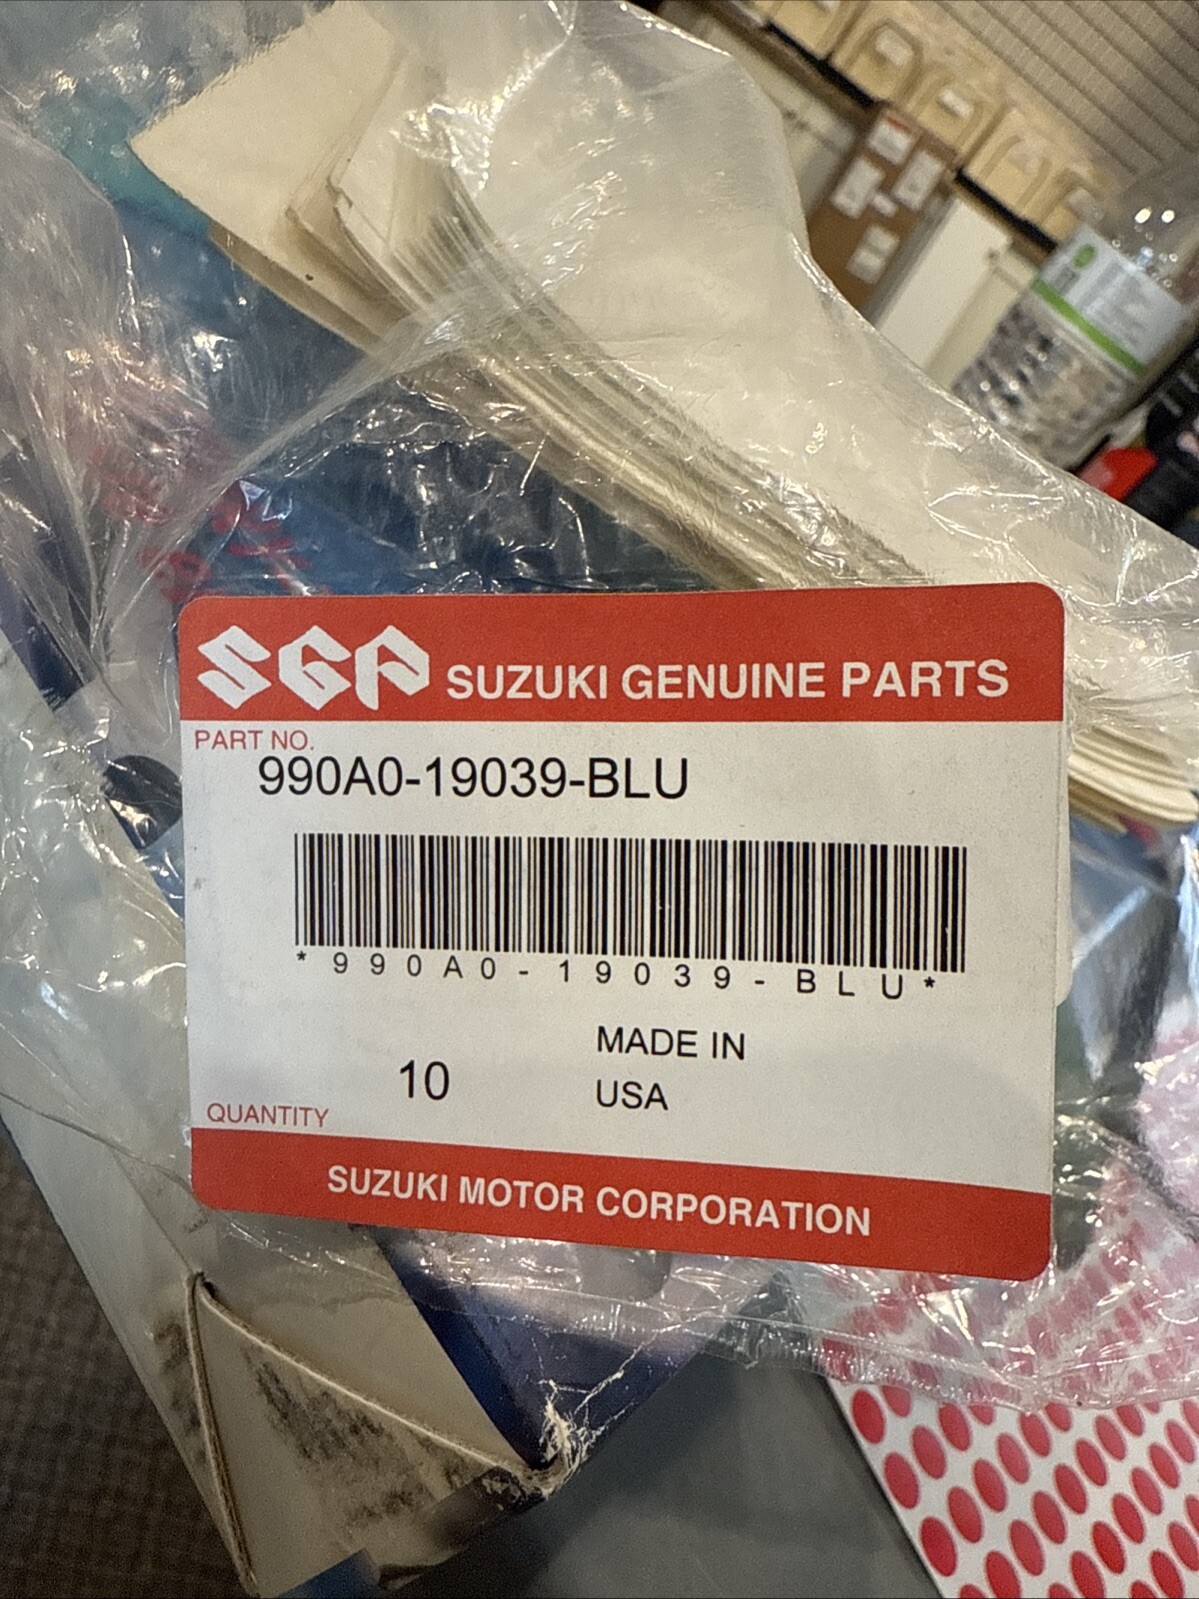 SGP SUZUKI GENUINE PARTS
PART NO.
990A0-19039-BLU
*990A0-19039-BLU*
MADE IN
10
USA
QUANTITY
SUZUKI MOTOR CORPORATION